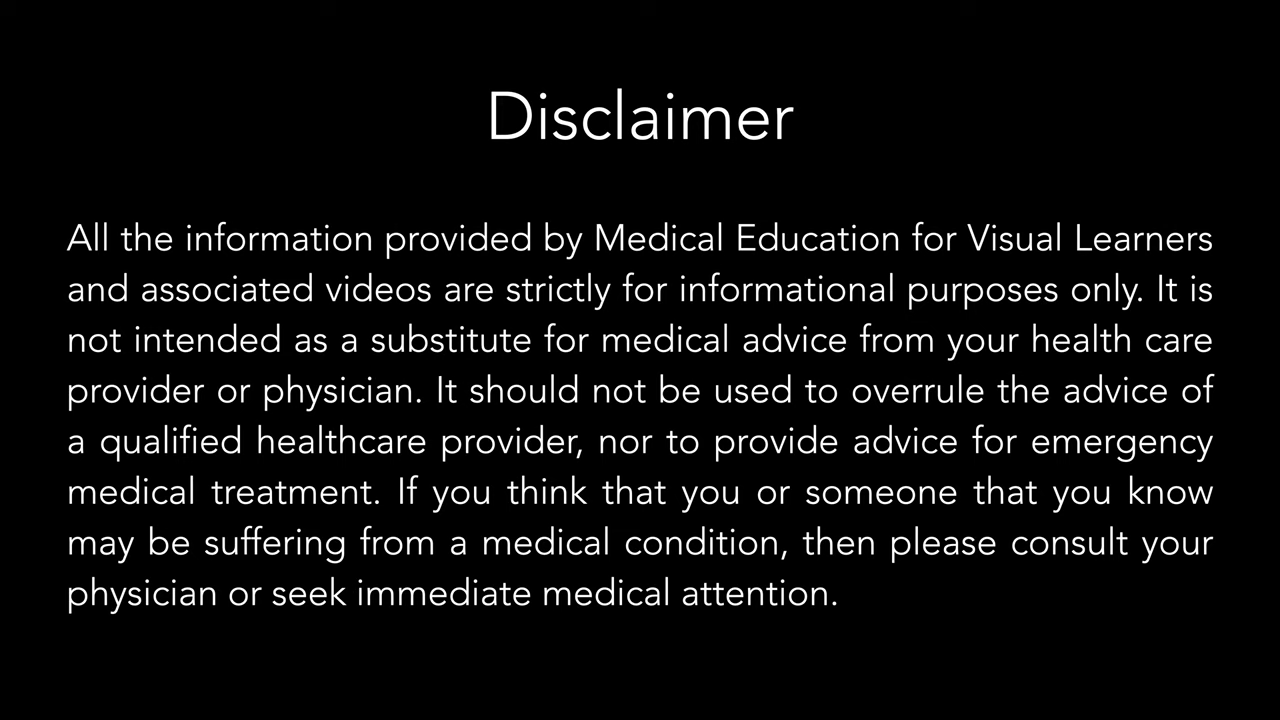 Disclaimer
All the information provided by Medical Education for Visual Learners
and associated videos are strictly for informational purposes only. It is
not intended as a substitute for medical advice from your health care
provider or physician. It should not be used to overrule the advice of
a qualified healthcare provider, nor to provide advice for emergency
medical treatment. If you think that you or someone that you know
may be suffering from a medical condition, then please consult your
physician or seek immediate medical attention.